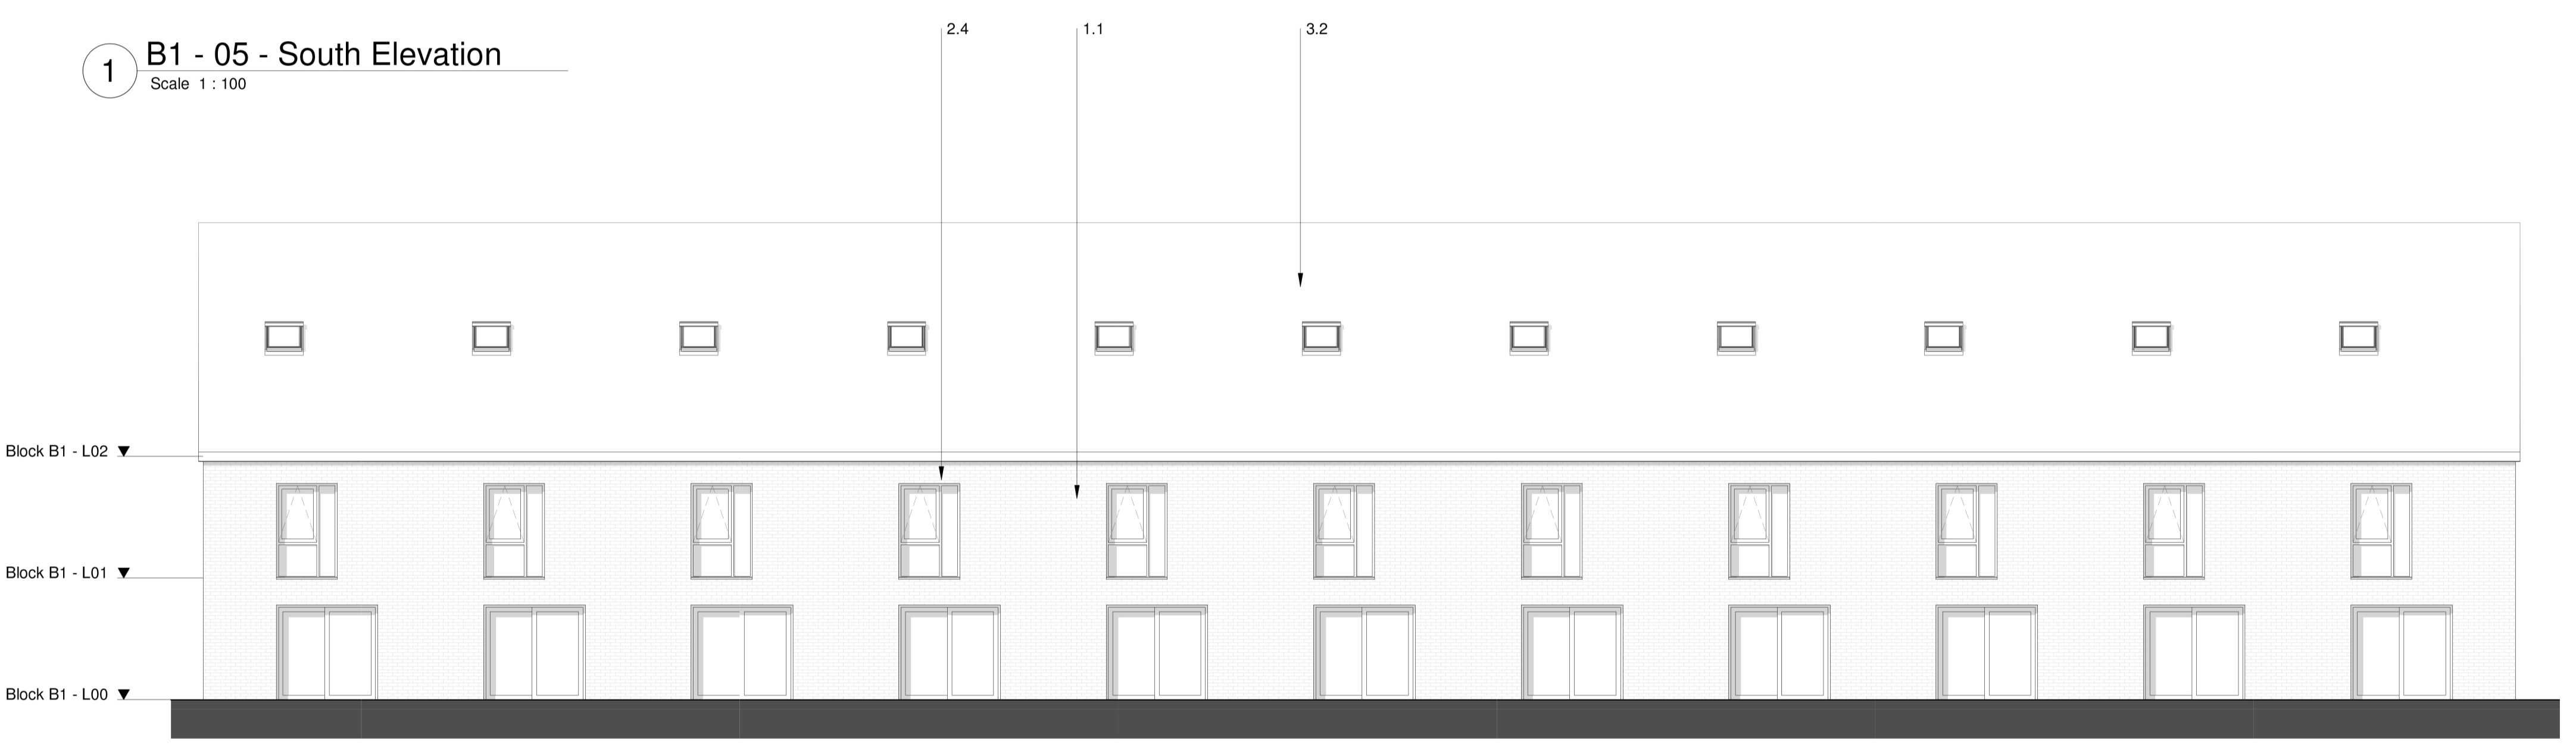 2.4
1.1
3.2
1
B1 - 05 - South Elevation
Scale 1 : 100
Block B1 - L02
Block B1 - L01
Block B1 - L00